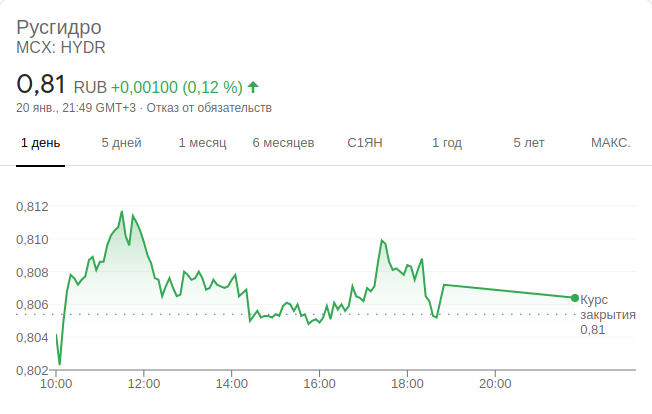 Русгидро
MCX: HYDR
0,81 RUB +0,00100 (0,12 %)
20 янв., 21:49 GMT+3 · Отказ от обязательств
1 день 5 дней 1 месяц 6 месяцев С1ЯН 1 год 5 лет МАКС.
0,812
0,810
0,808
0,806
0,804
0,802
Курс
закрытия
0,81
10:00 12:00 14:00 16:00 18:00 20:00